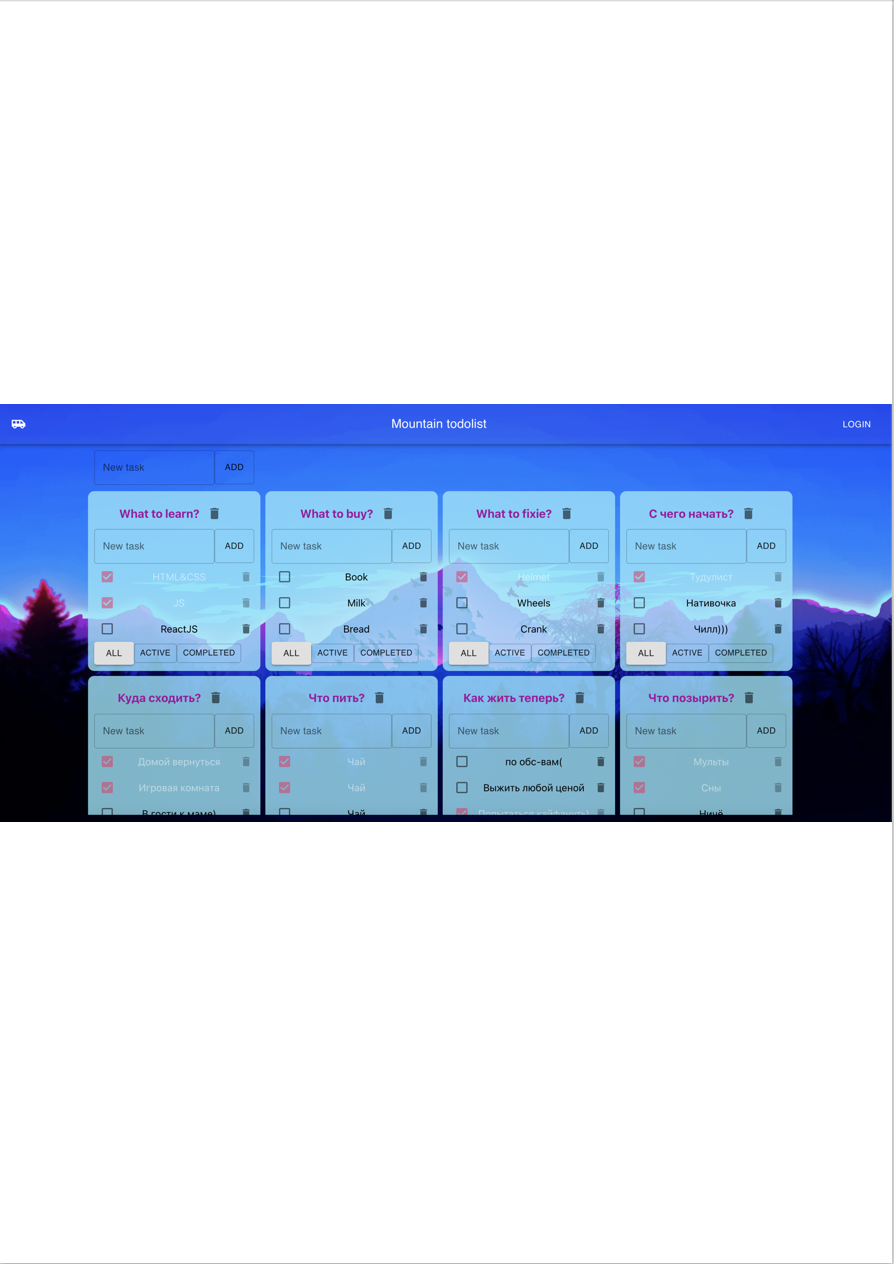 Mountain todolist
LOGIN
New task ADD
What to learn?
New task ADD
HTML&CSS
JS
ReactJS
ALL ACTIVE COMPLETED
What to buy?
New task ADD
Book
Milk
Bread
ALL ACTIVE COMPLETED
What to fixie?
New task ADD
Helmet
Wheels
Crank
ALL ACTIVE COMPLETED
С чего начать?
New task ADD
Тудулист
Нативочка
Чилл)))
ALL ACTIVE COMPLETED
Куда сходить?
New task ADD
Домой вернуться
Игровая комната
В гости к маме)
Что пить?
New task ADD
Чай
Чай
Чай
Как жить теперь?
New task ADD
по обс-вам(
Выжить любой ценой
Что позырить?
New task ADD
Мульты
Сны
Ничё